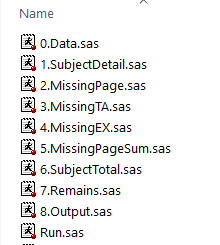 Name
0.Data.sas
1.SubjectDetail.sas
2.MissingPage.sas
3.MissingTA.sas
4.MissingEX.sas
5.MissingPageSum.sas
6.SubjectTotal.sas
7.Remains.sas
8.Output.sas
Run.sas